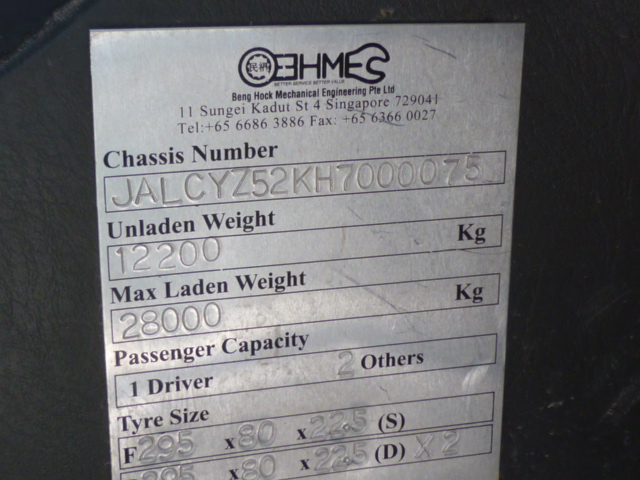 BHMES
BETTER SERVICE BETTER VALUE
Beng Hock Mechanical Engineering Pte Ltd
11 Sungei Kadut St 4 Singapore 729041
Tel:+65 6686 3886 Fax: +65 6366 0027
Chassis Number
JALCYZ52KH7000075
Unladen Weight
12200 Kg
Max Laden Weight
28000 Kg
Passenger Capacity
1 Driver 2 Others
Tyre Size
F 295 x 80 x 22.5 (S)
295 x 80 x 22.5 (D) X 2